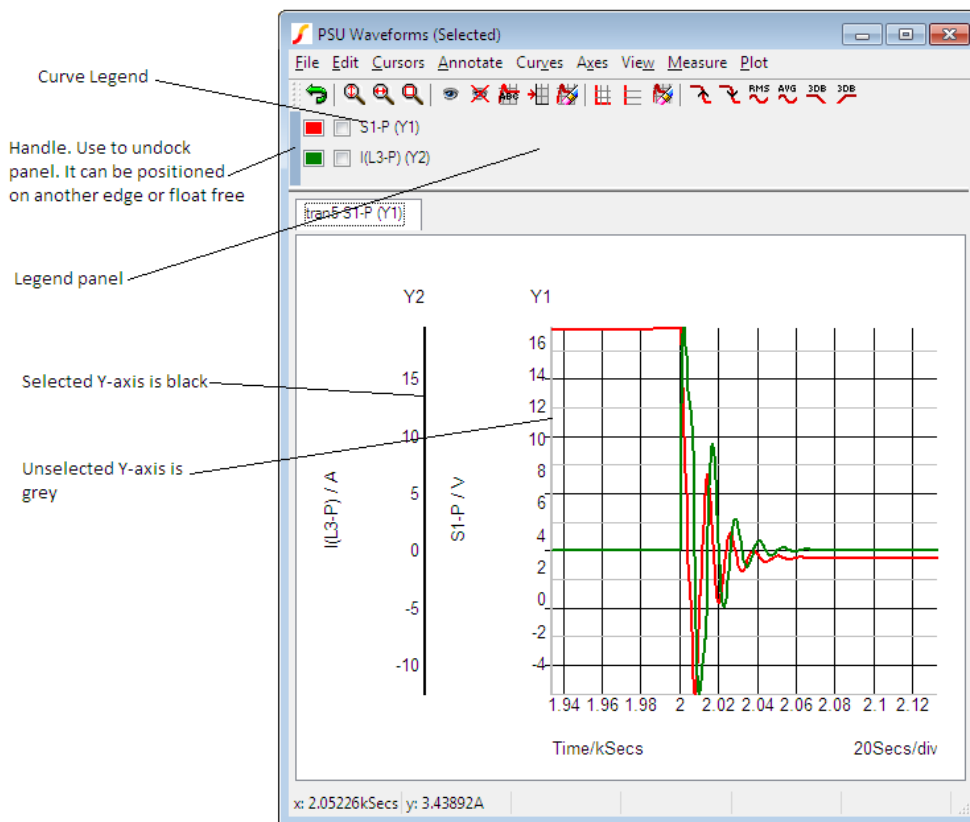 PSU Waveforms (Selected)
File Edit Cursors Annotate Curves Axes View Measure Plot
ABC RMS AVG 3DB 3DB
Curve Legend
S1-P (Y1)
I(L3-P) (Y2)
Handle. Use to undock
panel. It can be positioned
on another edge or float free
tran5 S1-P (Y1)
Legend panel
Y2
Y1
Selected Y-axis is black
Unselected Y-axis is
grey
15
10
5
0
-5
-10
I(L3-P) / A
S1-P / V
16
14
12
10
8
6
4
2
0
-2
-4
1.94 1.96 1.98 2 2.02 2.04 2.06 2.08 2.1 2.12
Time/kSecs 20Secs/div
x: 2.05226kSecs y: 3.43892A